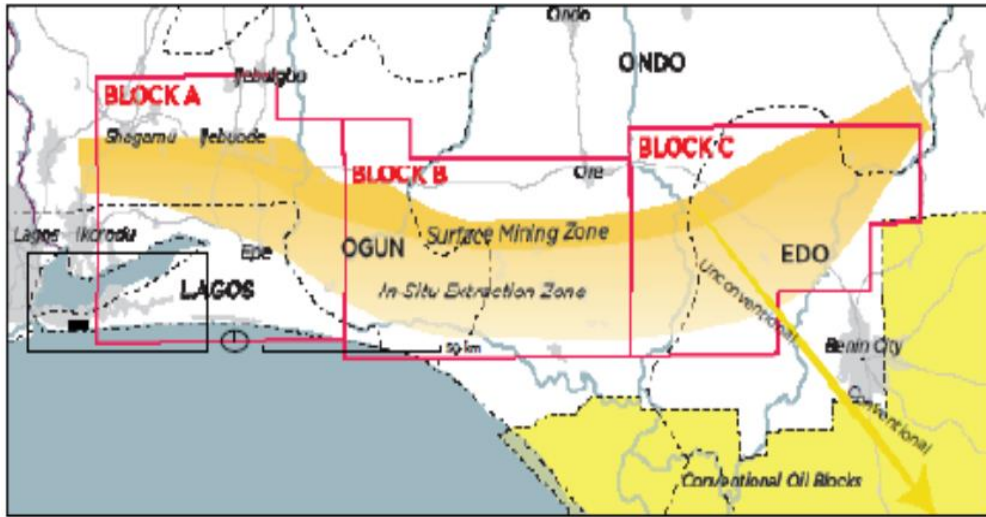 Ondo
ONDO
Ijebuigbo
BLOCK A
Shagamu Ijebuode
BLOCK C
BLOCK B
Ore
Surface Mining Zone
Lagos Ikorodu
Epe
OGUN
EDO
LAGOS
In-Situ Extraction Zone
Unconventional
50 km
Benin City
Conventional
Conventional Oil Blocks